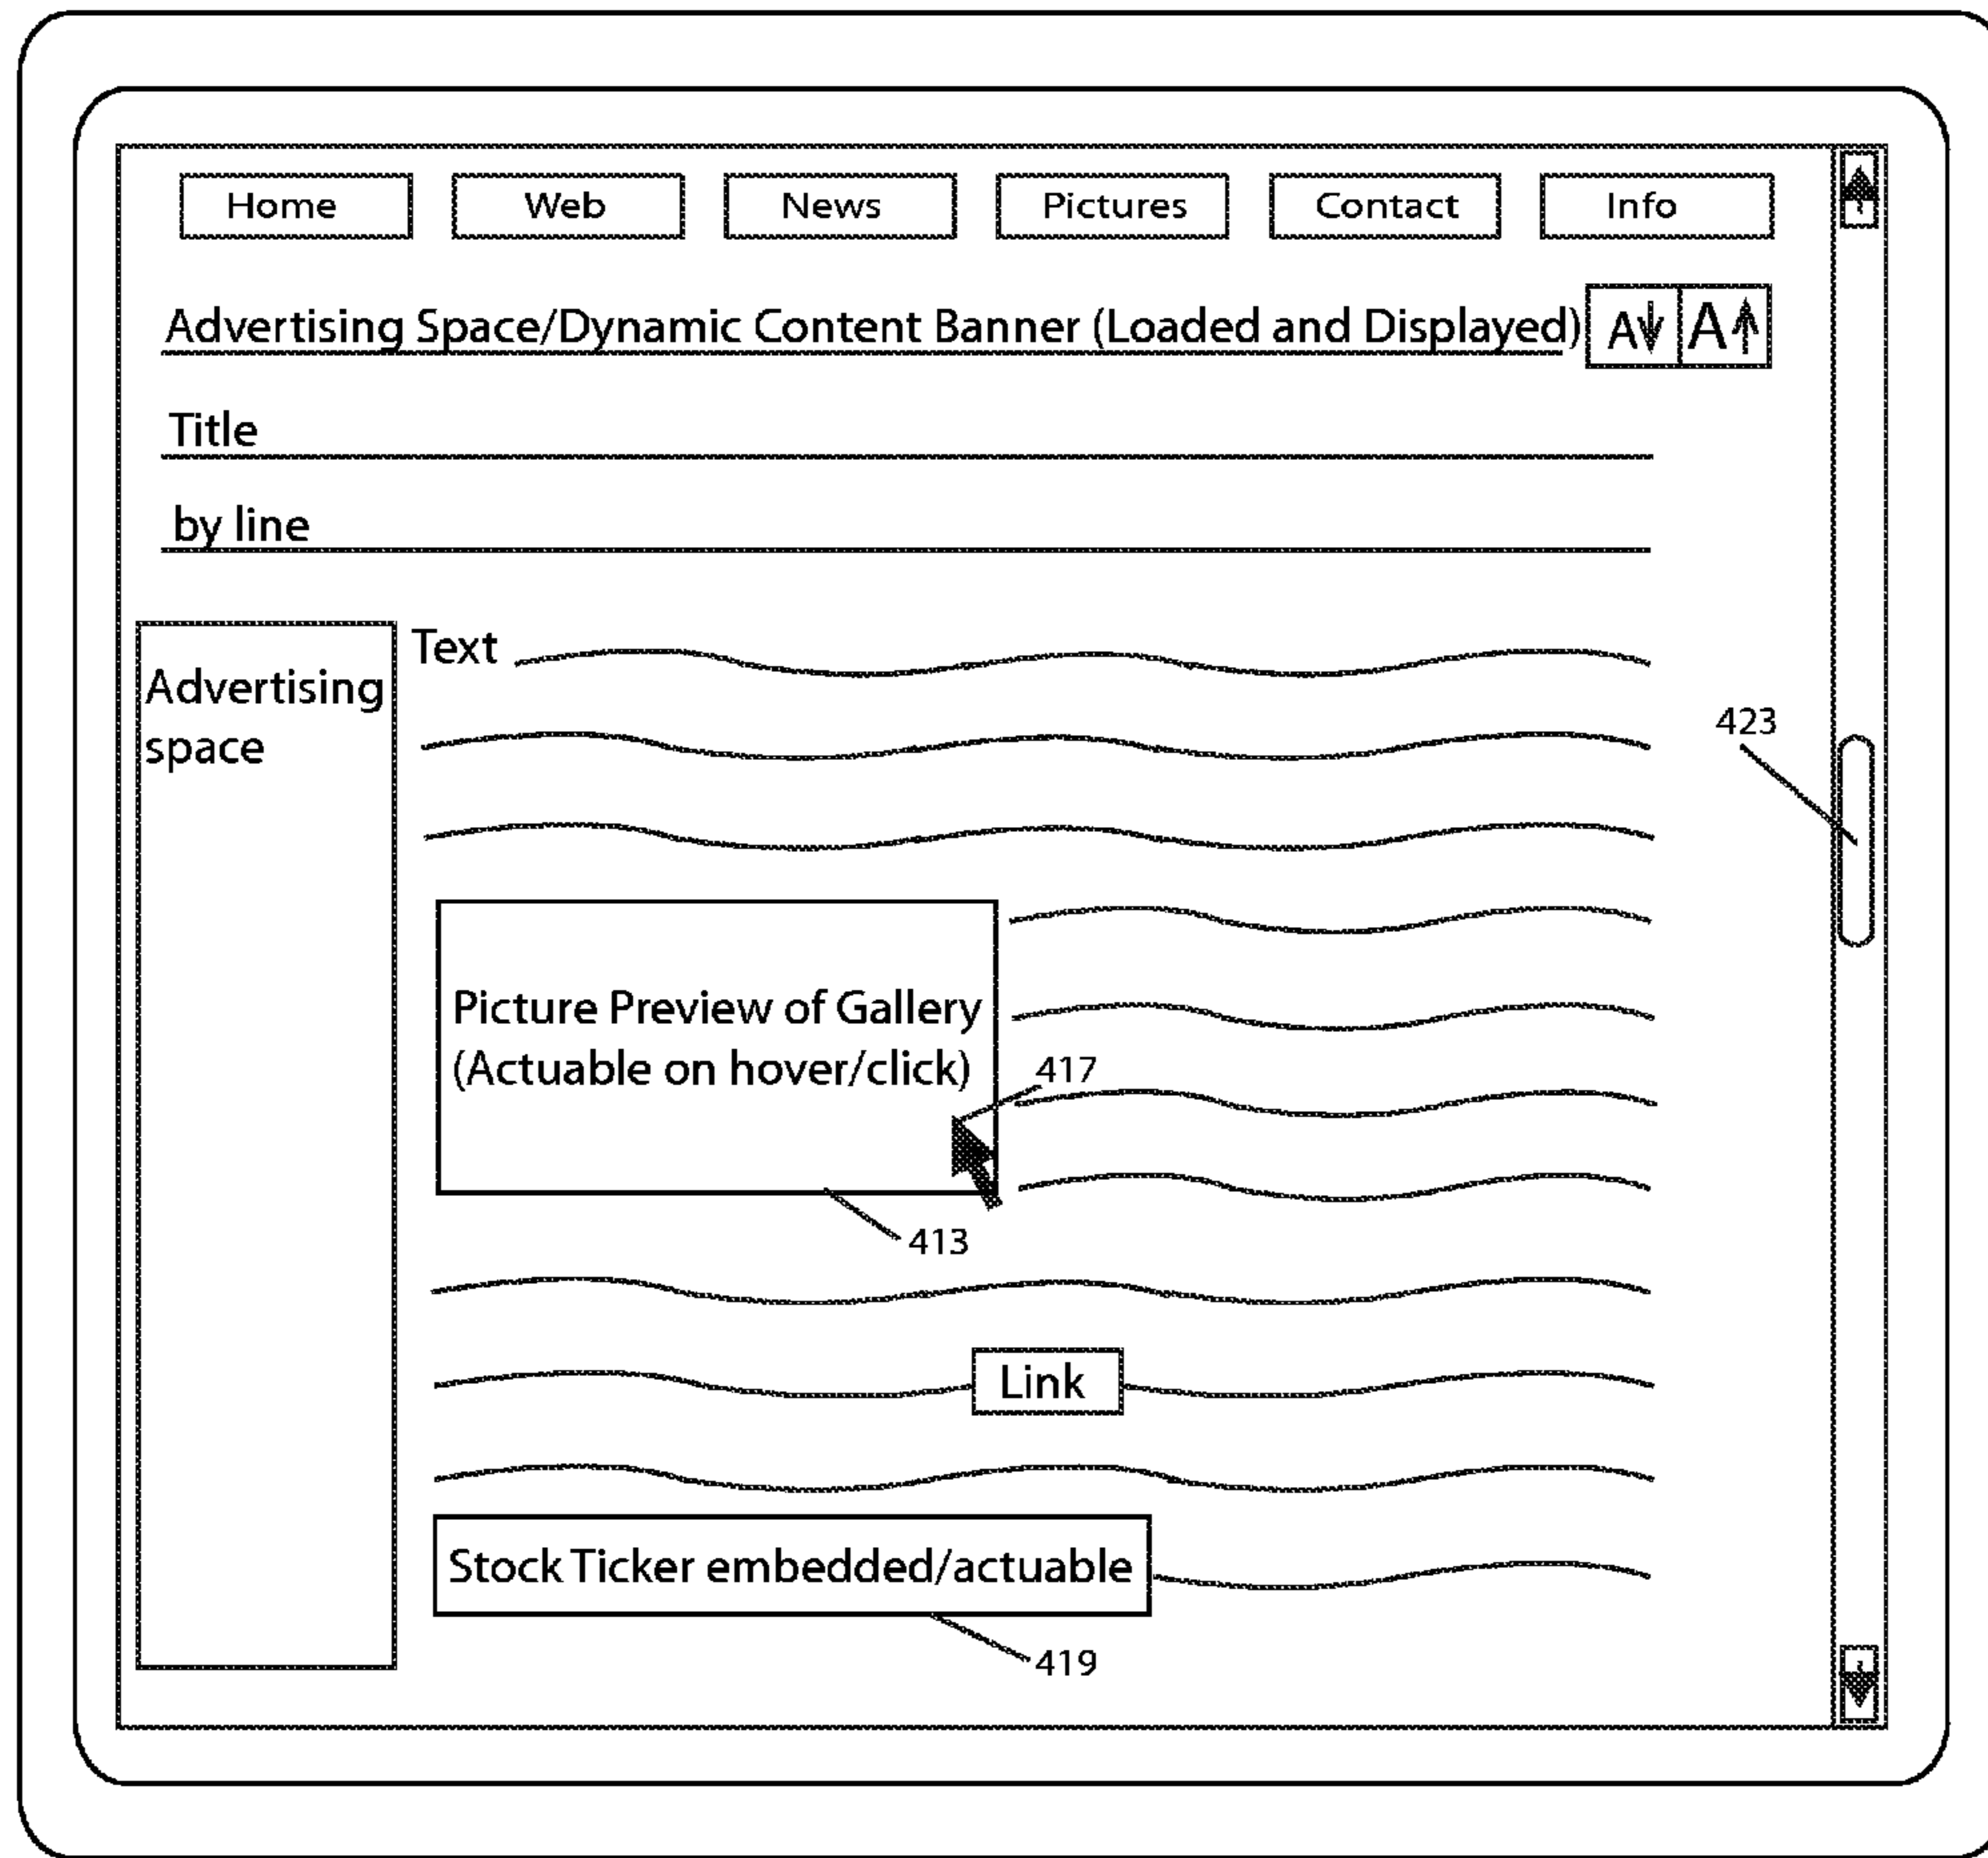 Home Web News Pictures Contact Info
Advertising Space/Dynamic Content Banner (Loaded and Displayed) A A
Title
by line
Advertising
space
Text
423
Picture Preview of Gallery
(Actuable on hover/click)
417
413
Link
Stock Ticker embedded/actuable
419